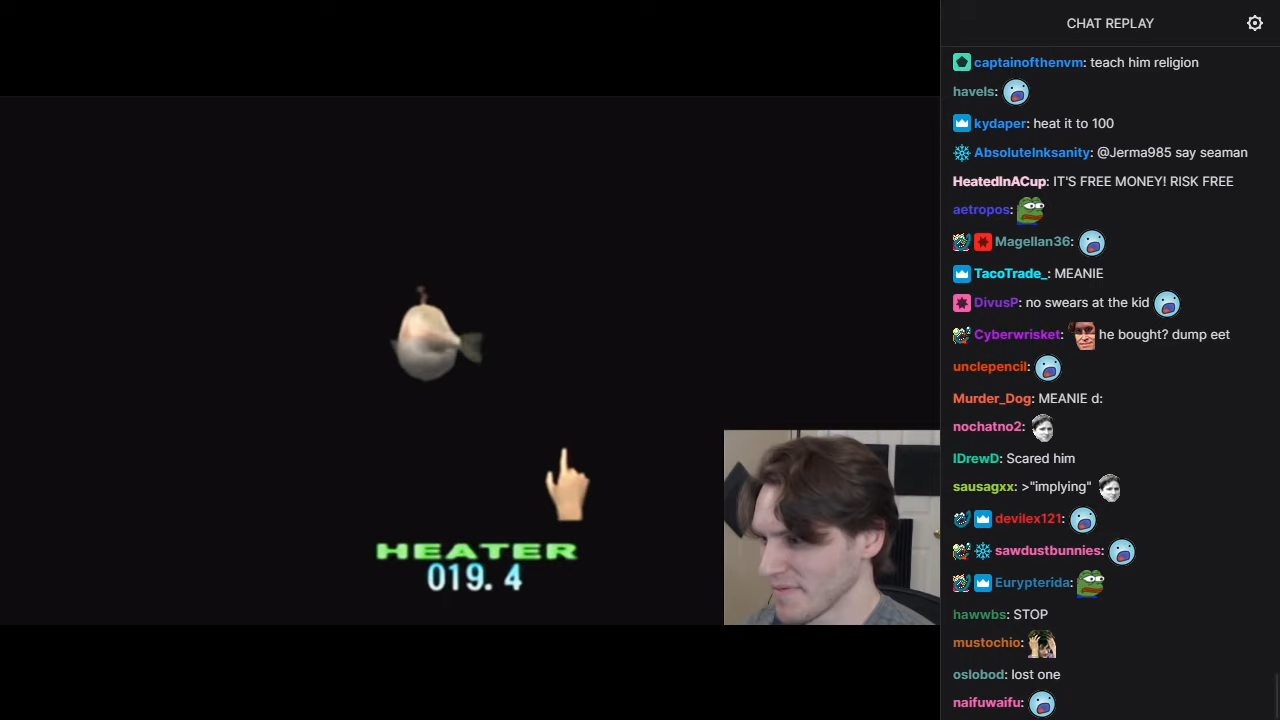 CHAT REPLAY
captainofthenvm: teach him religion
havels:
kydaper: heat it to 100
AbsoluteInksanity: @Jerma985 say seaman
HeatedInACup: IT'S FREE MONEY! RISK FREE
aetropos:
Magellan36:
TacoTrade_: MEANIE
DivusP: no swears at the kid
Cyberwrisket: he bought? dump eet
unclepencil:
Murder_Dog: MEANIE d:
nochatno2:
IDrewD: Scared him
sausagxx: >"implying"
devilex121:
sawdustbunnies:
Eurypterida:
hawwbs: STOP
mustochio:
oslobod: lost one
naifuwaifu:
HEATER
019.4